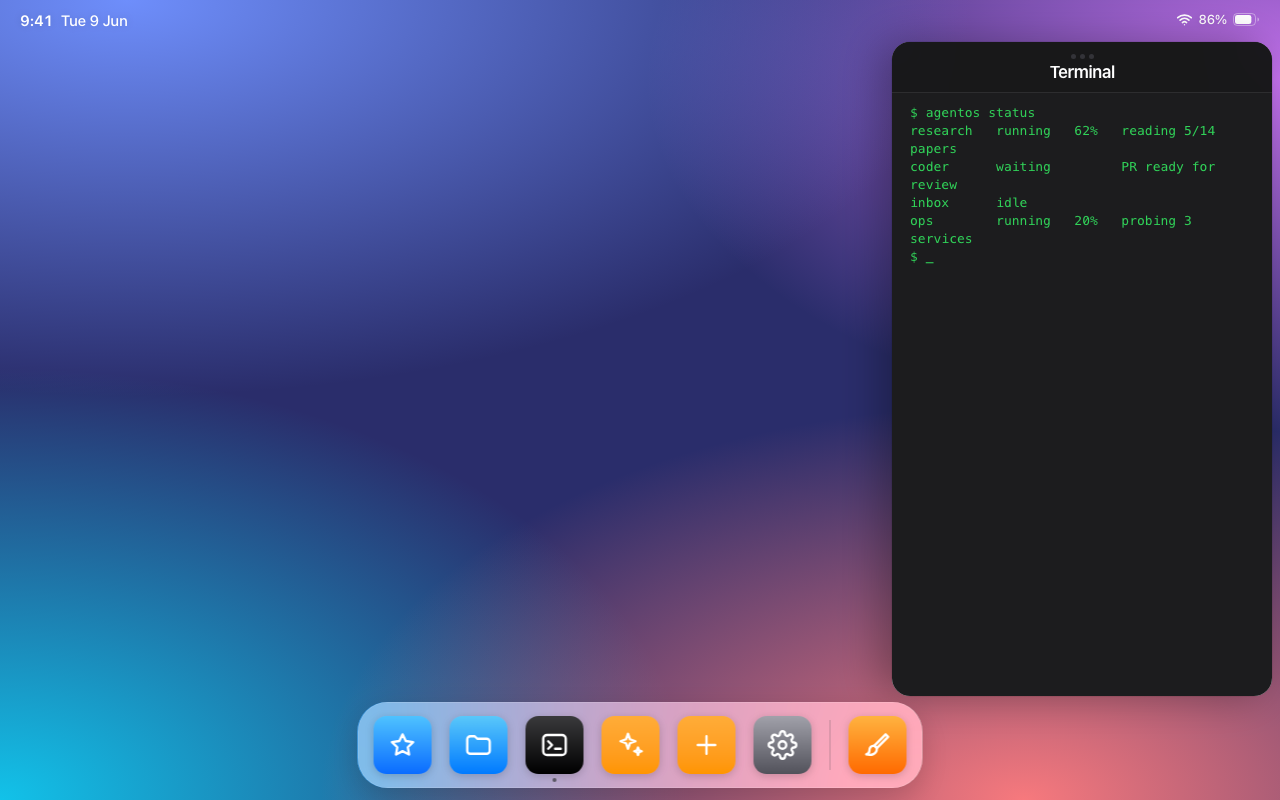 9:41 Tue 9 Jun
86%
Terminal
$ agentos status
research   running   62%   reading 5/14
papers
coder      waiting         PR ready for
review
inbox      idle
ops        running   20%   probing 3
services
$ _